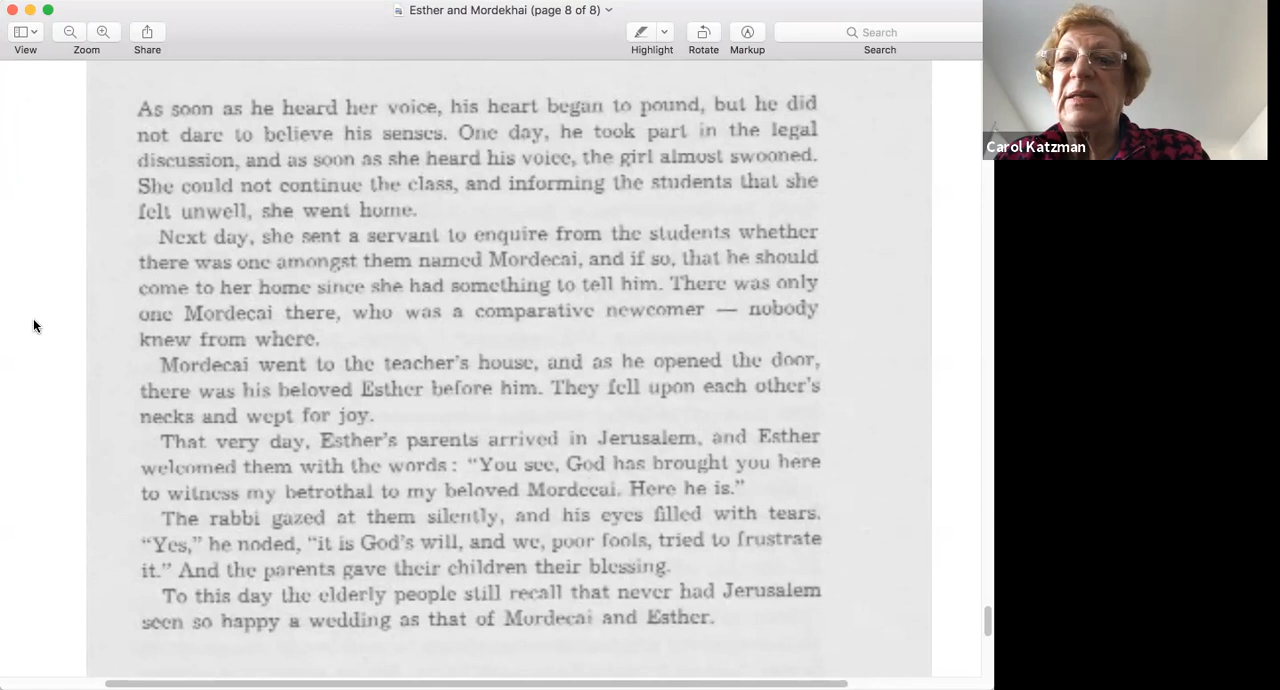 Esther and Mordekhai (page 8 of 8)
View
Zoom
Share
Highlight
Rotate
Markup
Search
Search
As soon as he heard her voice, his heart began to pound, but he did
not dare to believe his senses. One day, he took part in the legal
discussion, and as soon as she heard his voice, the girl almost swooned.
She could not continue the class, and informing the students that she
felt unwell, she went home.
Next day, she sent a servant to enquire from the students whether
there was one amongst them named Mordecai, and if so, that he should
come to her home since she had something to tell him. There was only
one Mordecai there, who was a comparative newcomer — nobody
knew from where.
Mordecai went to the teacher's house, and as he opened the door,
there was his beloved Esther before him. They fell upon each other's
necks and wept for joy.
That very day, Esther's parents arrived in Jerusalem, and Esther
welcomed them with the words : "You see, God has brought you here
to witness my betrothal to my beloved Mordecai. Here he is."
The rabbi gazed at them silently, and his eyes filled with tears.
"Yes," he noded, "it is God's will, and we, poor fools, tried to frustrate
it." And the parents gave their children their blessing.
To this day the elderly people still recall that never had Jerusalem
seen so happy a wedding as that of Mordecai and Esther.
Carol Katzman